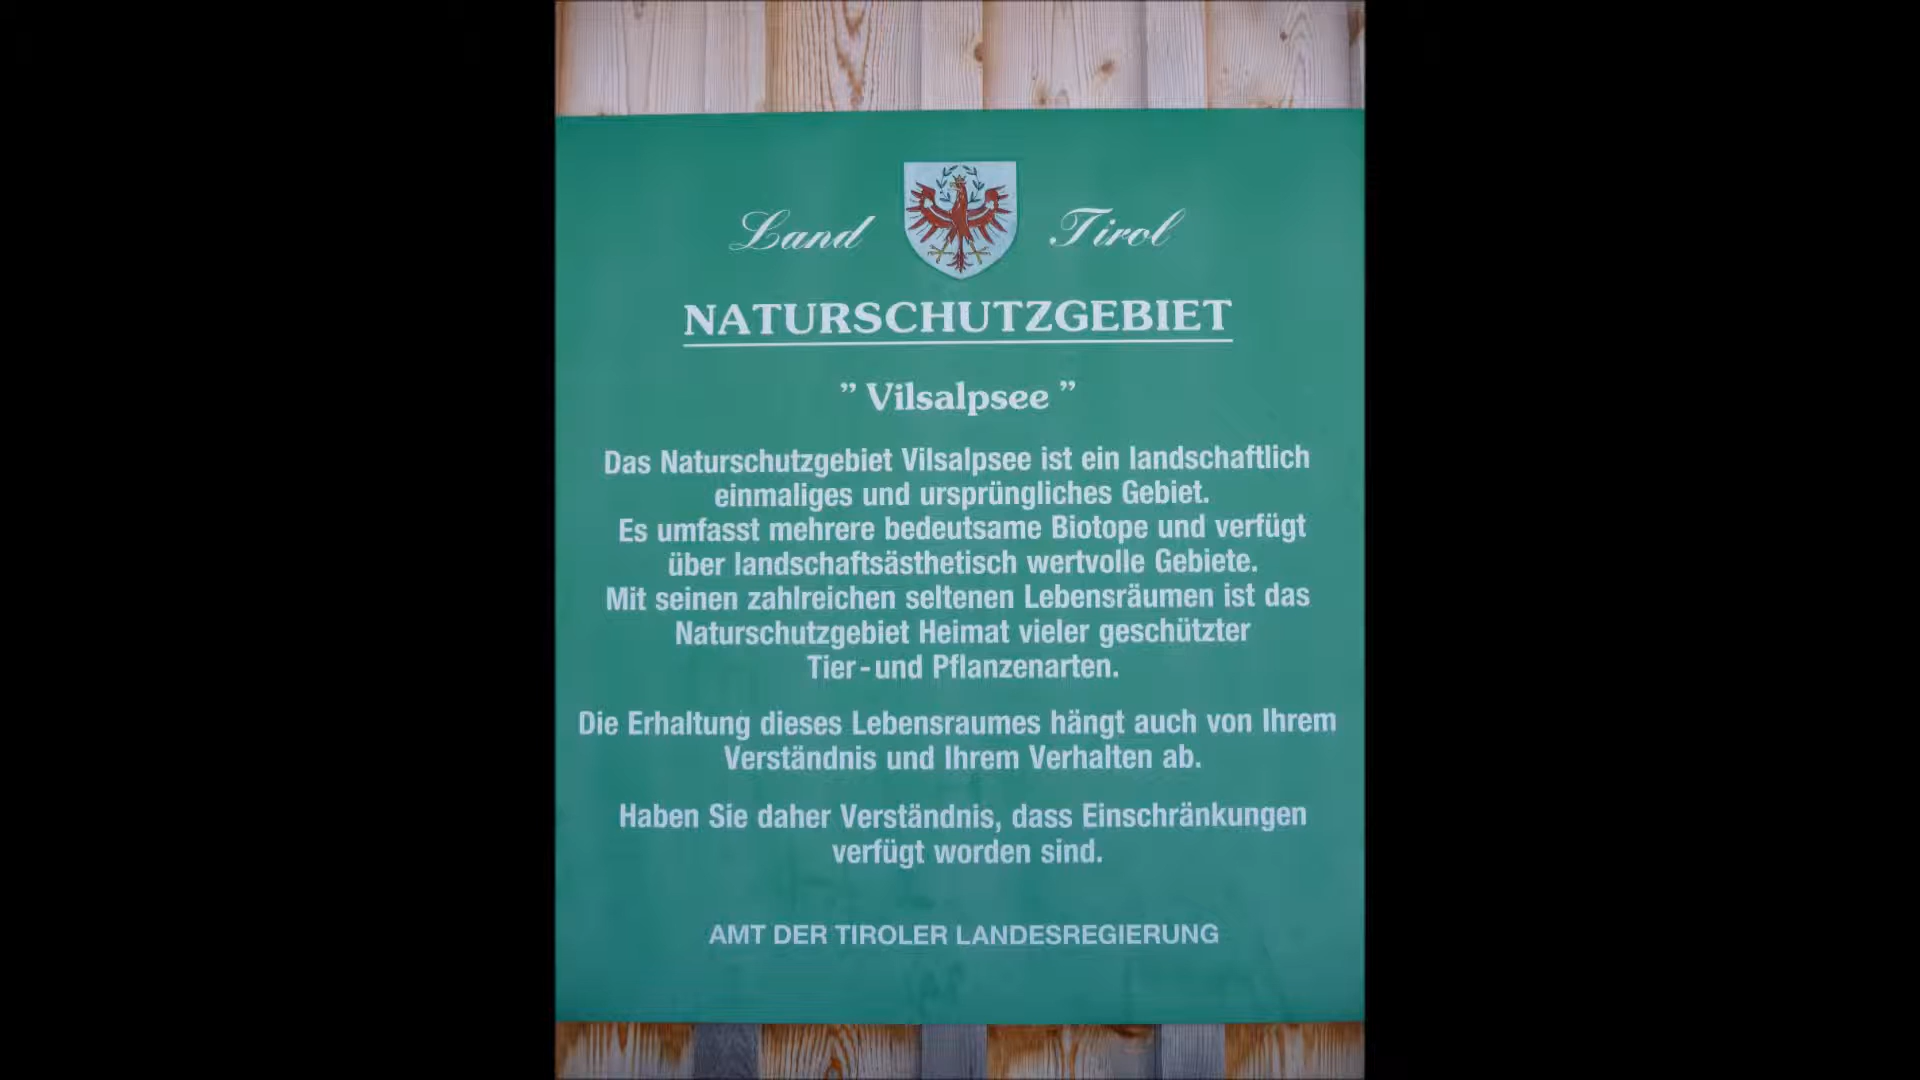 Land Tirol
NATURSCHUTZGEBIET
” Vilsalpsee ”
Das Naturschutzgebiet Vilsalpsee ist ein landschaftlich
einmaliges und ursprüngliches Gebiet.
Es umfasst mehrere bedeutsame Biotope und verfügt
über landschaftsästhetisch wertvolle Gebiete.
Mit seinen zahlreichen seltenen Lebensräumen ist das
Naturschutzgebiet Heimat vieler geschützter
Tier-und Pflanzenarten.
Die Erhaltung dieses Lebensraumes hängt auch von Ihrem
Verständnis und Ihrem Verhalten ab.
Haben Sie daher Verständnis, dass Einschränkungen
verfügt worden sind.
AMT DER TIROLER LANDESREGIERUNG